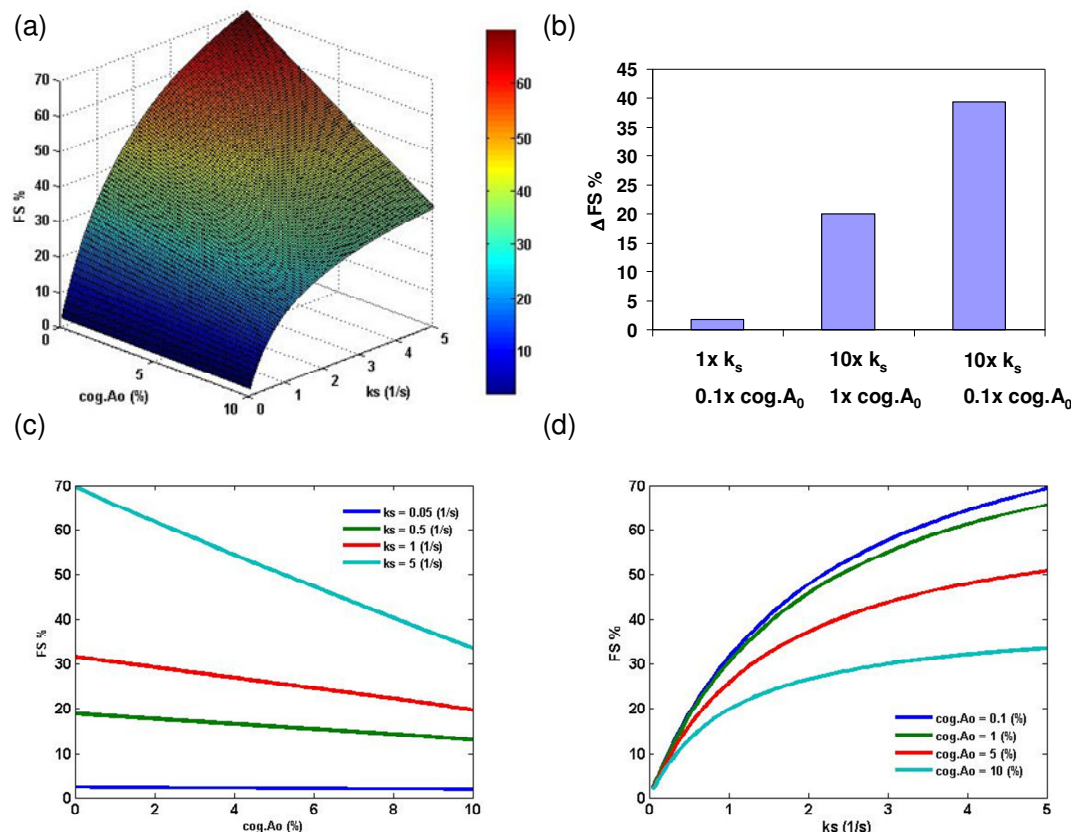 (a)
70
60
50
40
30
20
10
0
FS %
0
5
10
cog.Ao (%)
0
1
2
3
4
5
ks (1/s)
60
50
40
30
20
10
(b)
45
40
35
30
25
20
15
10
5
0
Δ FS %
1x ks 10x ks 10x ks
0.1x cog.A0 1x cog.A0 0.1x cog.A0
(c)
70
60
50
40
30
20
10
0
FS %
ks = 0.05 (1/s)
ks = 0.5 (1/s)
ks = 1 (1/s)
ks = 5 (1/s)
0 2 4 6 8 10
cog.Ao (%)
(d)
70
60
50
40
30
20
10
0
FS %
cog.Ao = 0.1 (%)
cog.Ao = 1 (%)
cog.Ao = 5 (%)
cog.Ao = 10 (%)
0 1 2 3 4 5
ks (1/s)